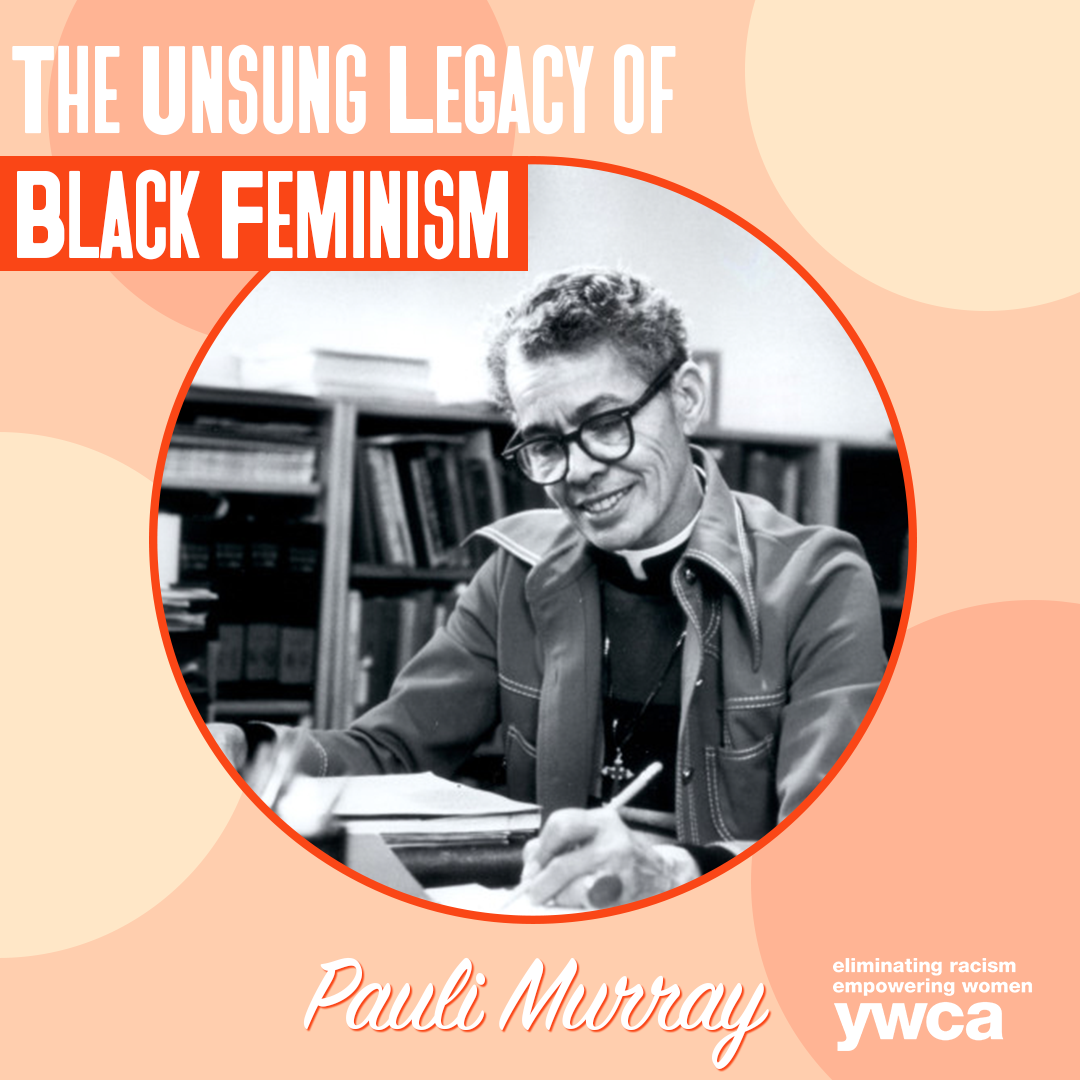 The Unsung Legacy of
Black Feminism
Pauli Murray
eliminating racism
empowering women
ywca